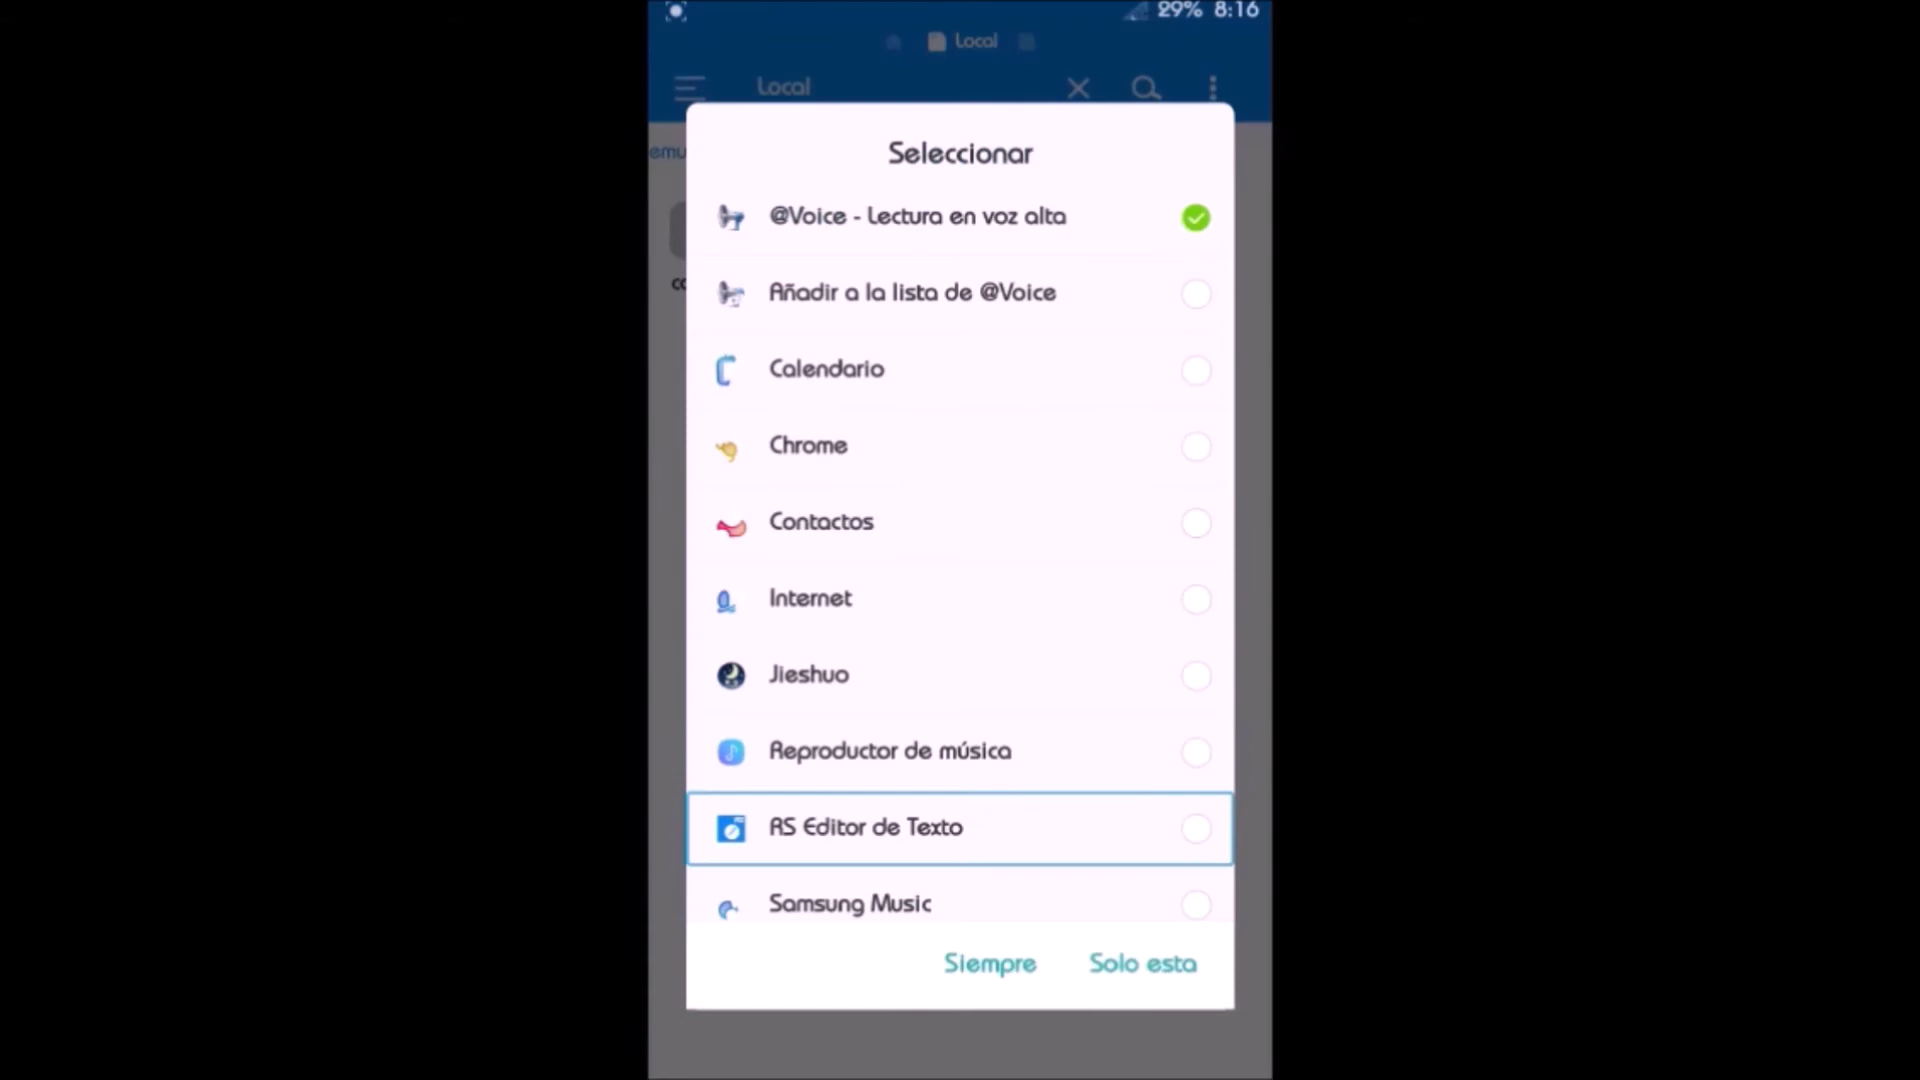 29% 8:16
Local
Local
emu
Seleccionar
@Voice - Lectura en voz alta
Añadir a la lista de @Voice
Calendario
Chrome
Contactos
Internet
Jieshuo
Reproductor de música
RS Editor de Texto
Samsung Music
Siempre
Solo esta